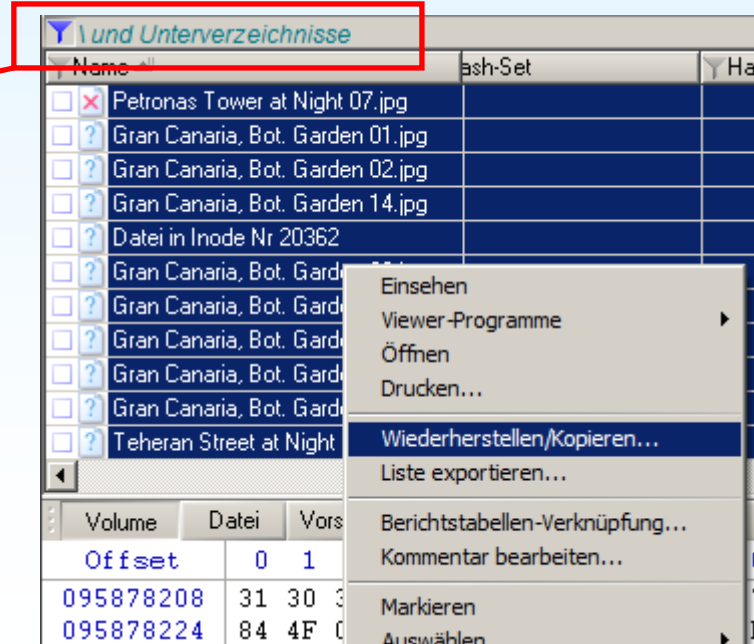 \ und Unterverzeichnisse
Name ash-Set Ha
Petronas Tower at Night 07.jpg
Gran Canaria, Bot. Garden 01.jpg
Gran Canaria, Bot. Garden 02.jpg
Gran Canaria, Bot. Garden 14.jpg
Datei in Inode Nr 20362
Gran Canaria, Bot.
Gran Canaria, Bot. Gard
Gran Canaria, Bot. Gard
Gran Canaria, Bot. Gard
Gran Canaria, Bot. Gard
Teheran Street at Night
Einsehen
Viewer-Programme
Öffnen
Drucken...
Wiederherstellen/Kopieren...
Liste exportieren...
Berichtstabellen-Verknüpfung...
Kommentar bearbeiten...
Markieren
Auswählen
Volume Datei Vors
Offset 0 1
095878208 31 30
095878224 84 4F